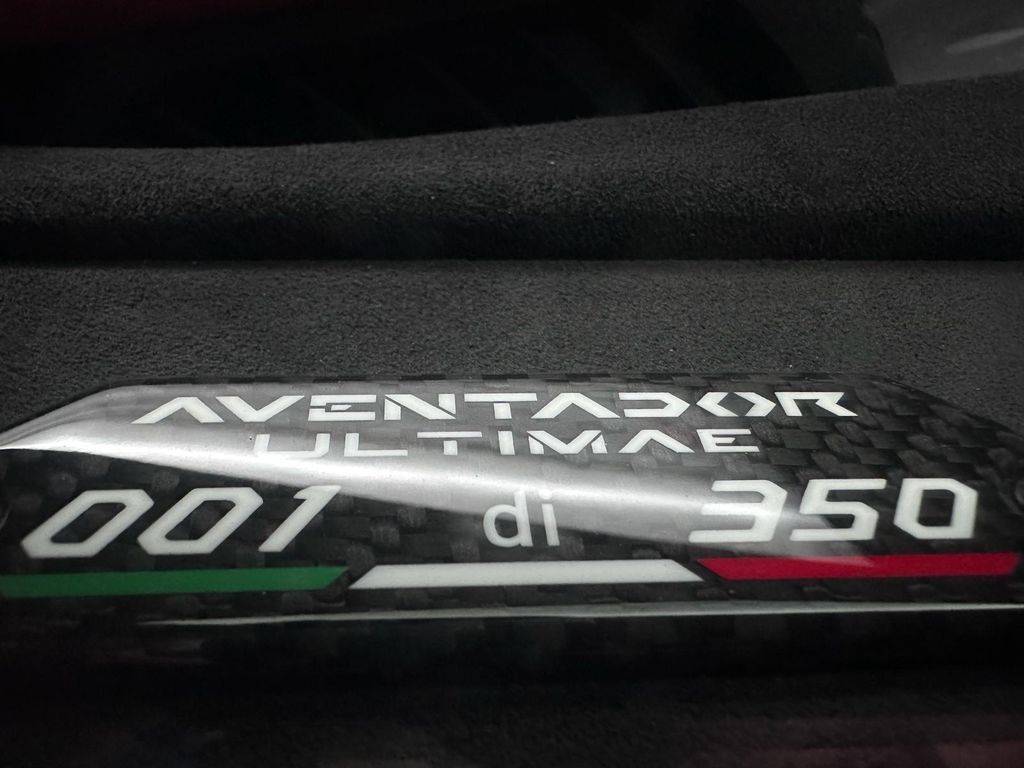 AVENTADOR
ULTIMAE
001 di 350